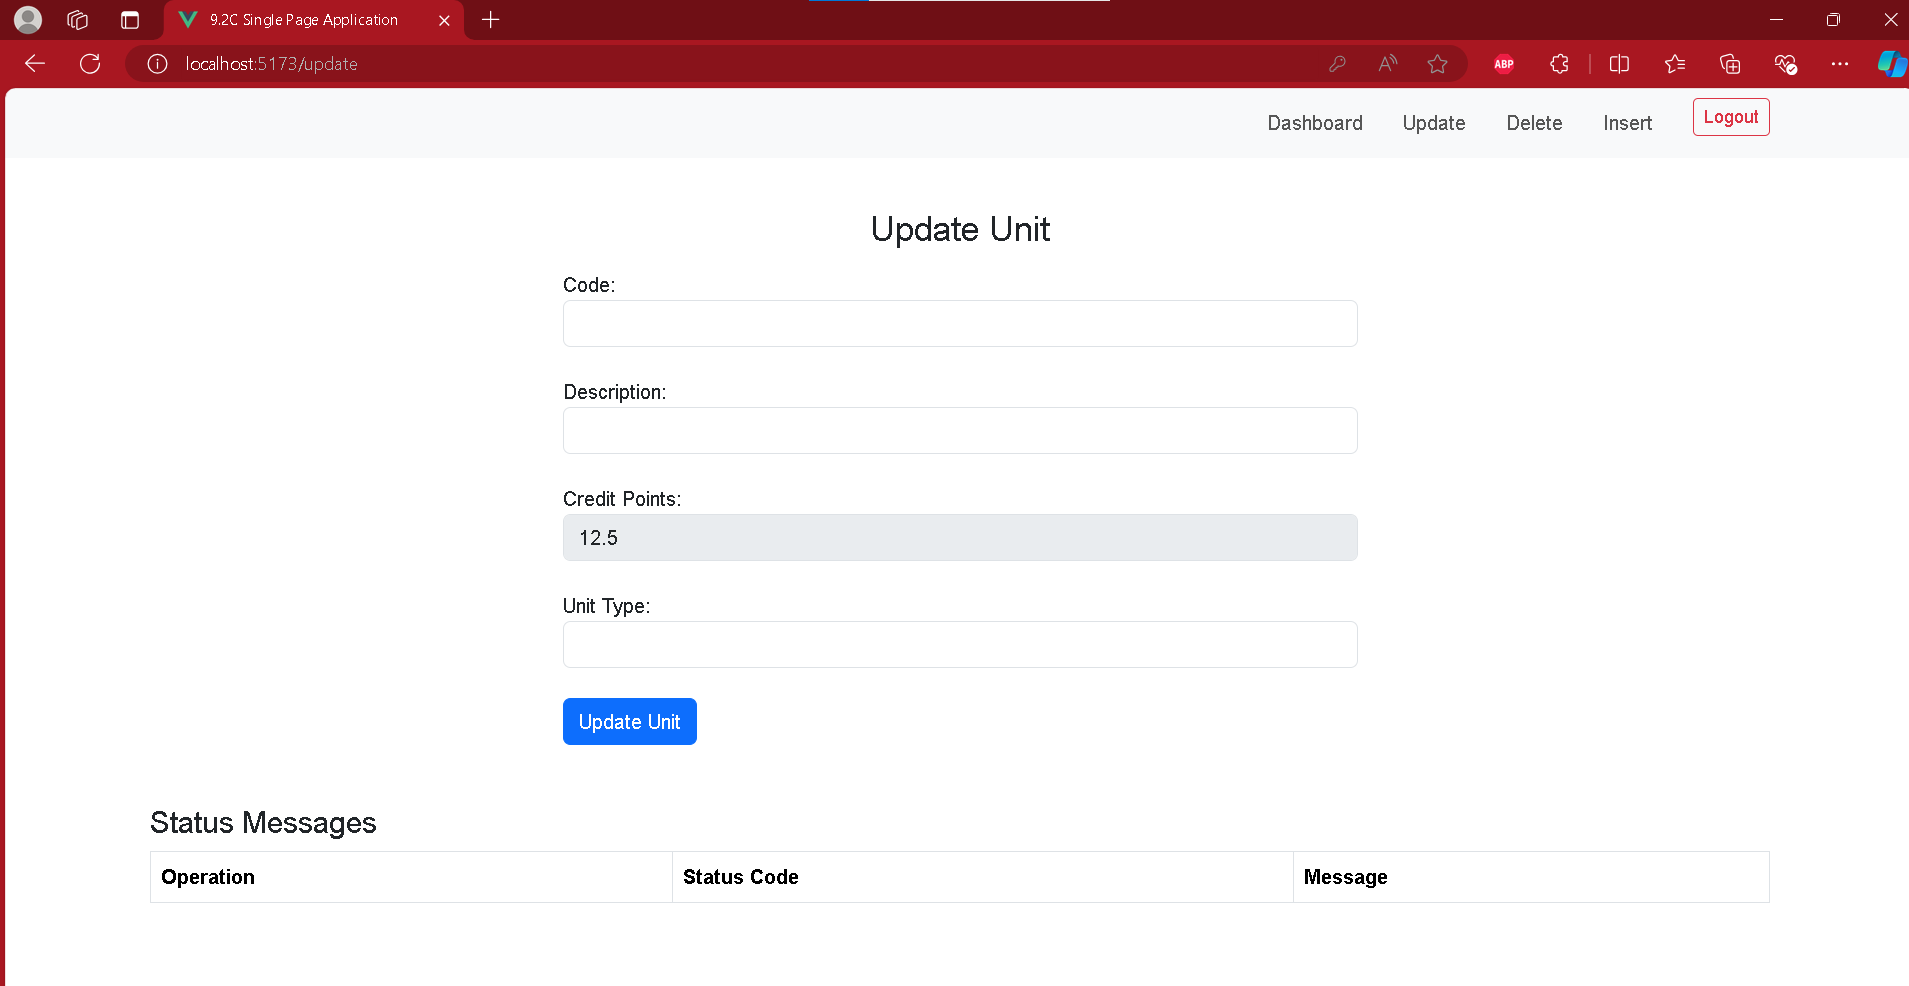 9.2C Single Page Application
localhost:5173/update
ABP
Dashboard Update Delete Insert Logout
Update Unit
Code:
Description:
Credit Points:
12.5
Unit Type:
Update Unit
Status Messages
Operation Status Code Message